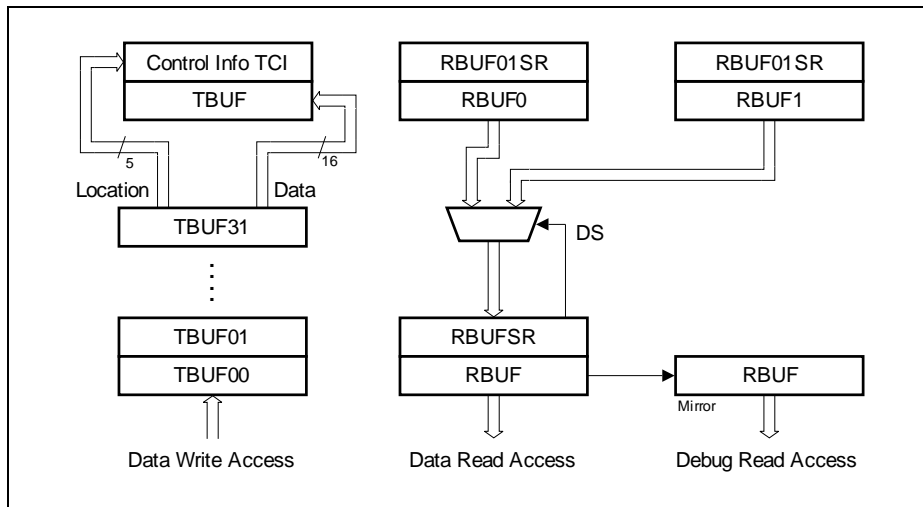 Control Info TCI
TBUF
5
16
Location
Data
TBUF31
TBUF01
TBUF00
Data Write Access
RBUF01SR
RBUF0
RBUF01SR
RBUF1
DS
RBUFSR
RBUF
RBUF
Mirror
Data Read Access
Debug Read Access